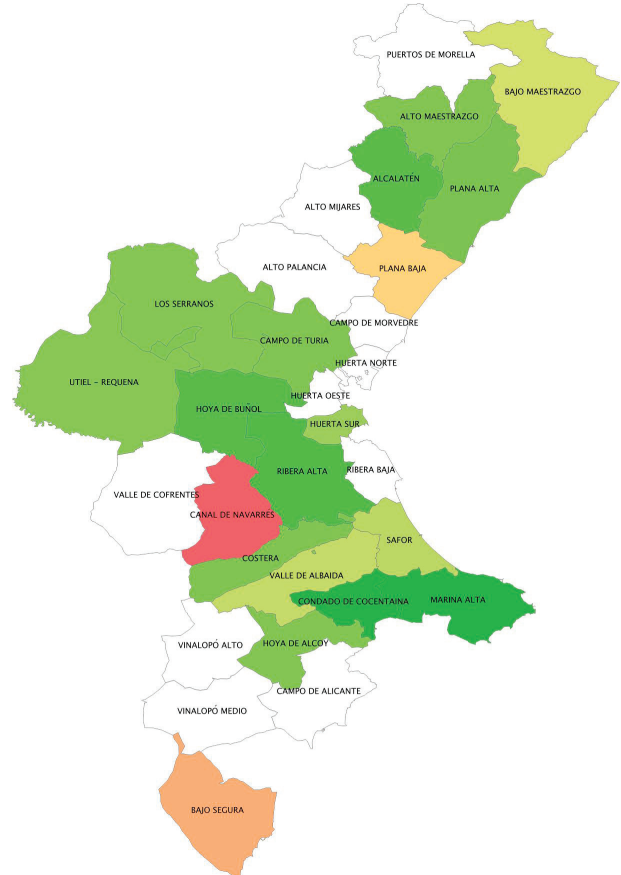 PUERTOS DE MORELLA
BAJO MAESTRAZGO
ALTO MAESTRAZGO
ALCALATÉN
PLANA ALTA
ALTO MIJARES
ALTO PALANCIA
PLANA BAJA
LOS SERRANOS
CAMPO DE MORVEDRE
CAMPO DE TURIA
HUERTA NORTE
UTIEL - REQUENA
HUERTA OESTE
HOYA DE BUÑOL
HUERTA SUR
RIBERA ALTA
RIBERA BAJA
VALLE DE COFRENTES
CANAL DE NAVARRÉS
SAFOR
COSTERA
VALLE DE ALBAIDA
CONDADO DE COCENTAINA
MARINA ALTA
VINALOPÓ ALTO
HOYA DE ALCOY
CAMPO DE ALICANTE
VINALOPÓ MEDIO
BAJO SEGURA